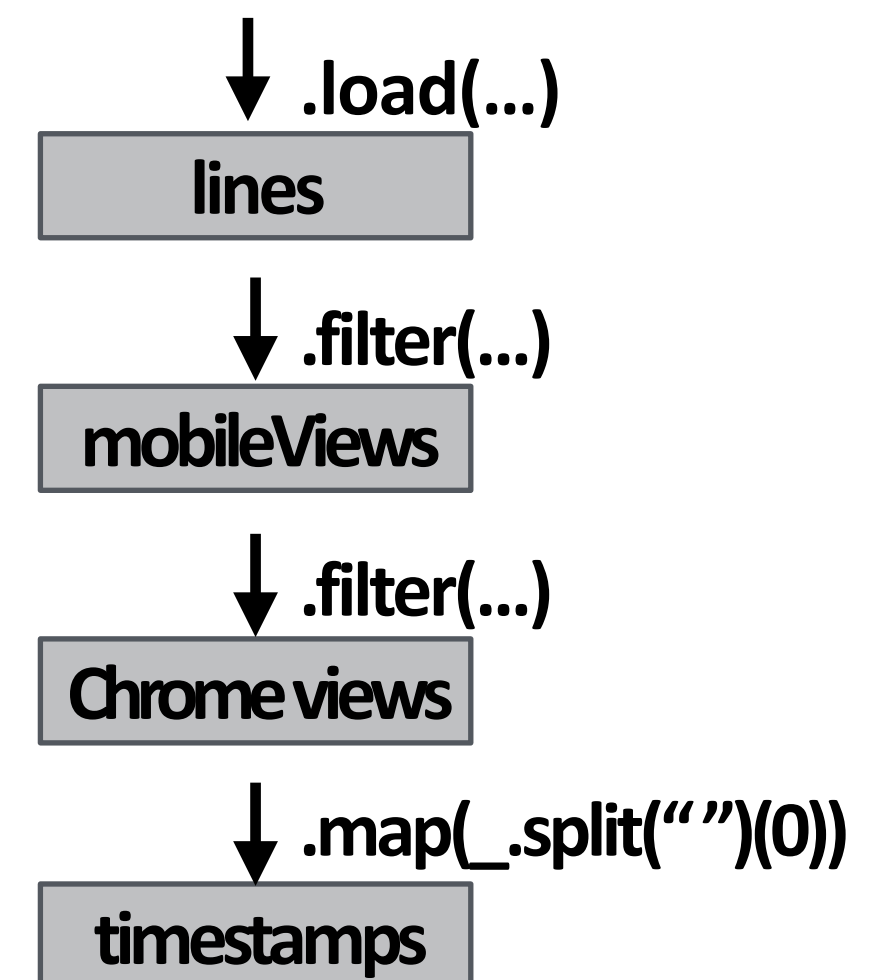 .load(...)
lines
.filter(...)
mobileViews
.filter(...)
Chrome views
.map(_.split(“ ”)(0))
timestamps